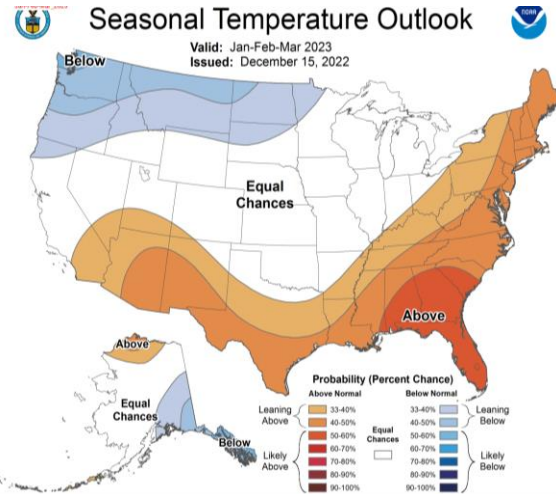 Seasonal Temperature Outlook
Valid: Jan-Feb-Mar 2023
Issued: December 15, 2022
Below
Equal
Chances
Above
Above
Equal
Chances
Below
Probability (Percent Chance)
Above Normal
Below Normal
Leaning
Above
33-40%
40-50%
Likely
Above
50-60%
60-70%
70-80%
80-90%
90-100%
Equal
Chances
33-40%
40-50%
Leaning
Below
50-60%
60-70%
70-80%
80-90%
90-100%
Likely
Below